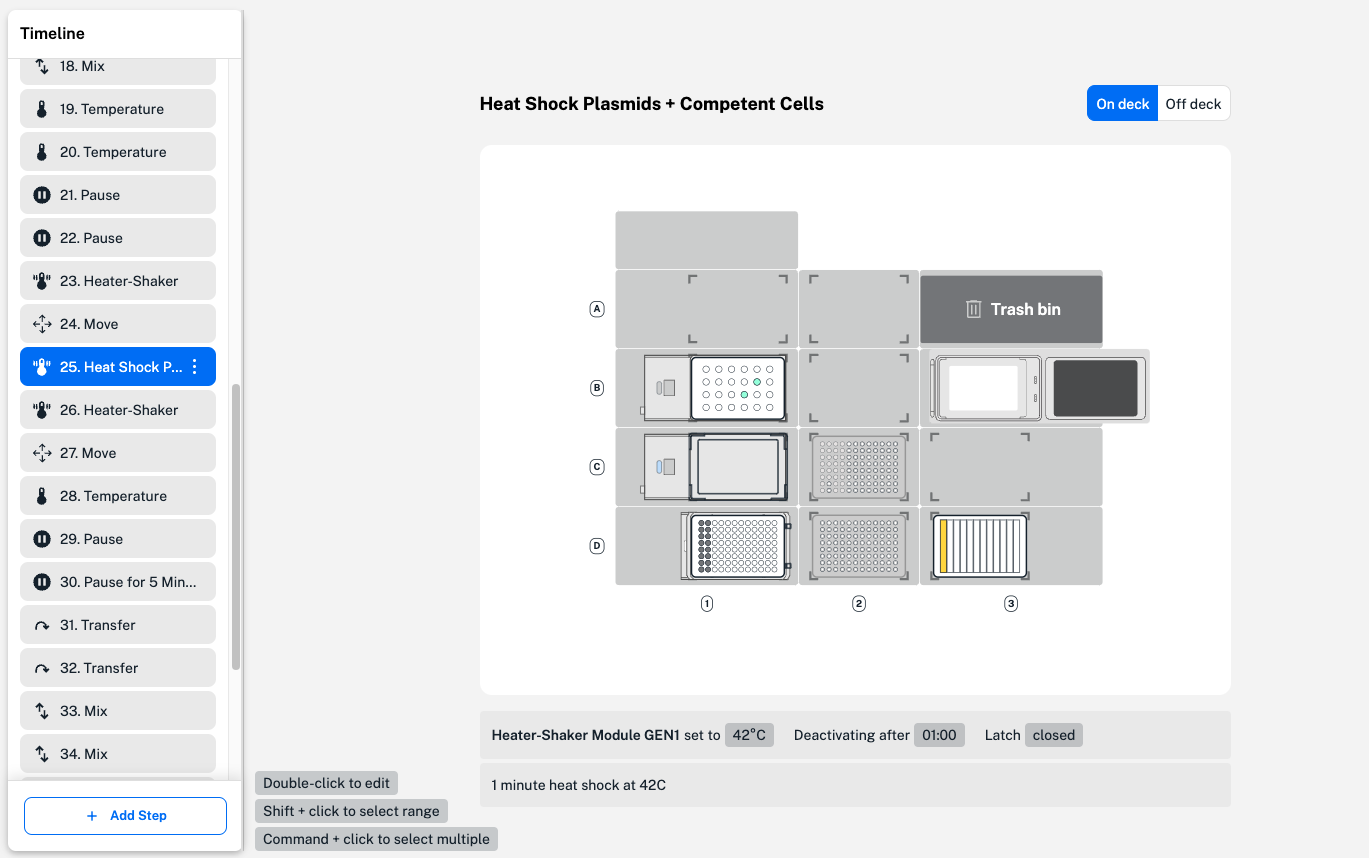 Timeline
18. Mix
19. Temperature
20. Temperature
21. Pause
22. Pause
23. Heater-Shaker
24. Move
25. Heat Shock P...
26. Heater-Shaker
27. Move
28. Temperature
29. Pause
30. Pause for 5 Min...
31. Transfer
32. Transfer
33. Mix
34. Mix
+ Add Step
Double-click to edit
Shift + click to select range
Command + click to select multiple
Heat Shock Plasmids + Competent Cells
On deck Off deck
A
Trash bin
B
C
D
1 2 3
Heater-Shaker Module GEN1 set to 42°C Deactivating after 01:00 Latch closed
1 minute heat shock at 42C